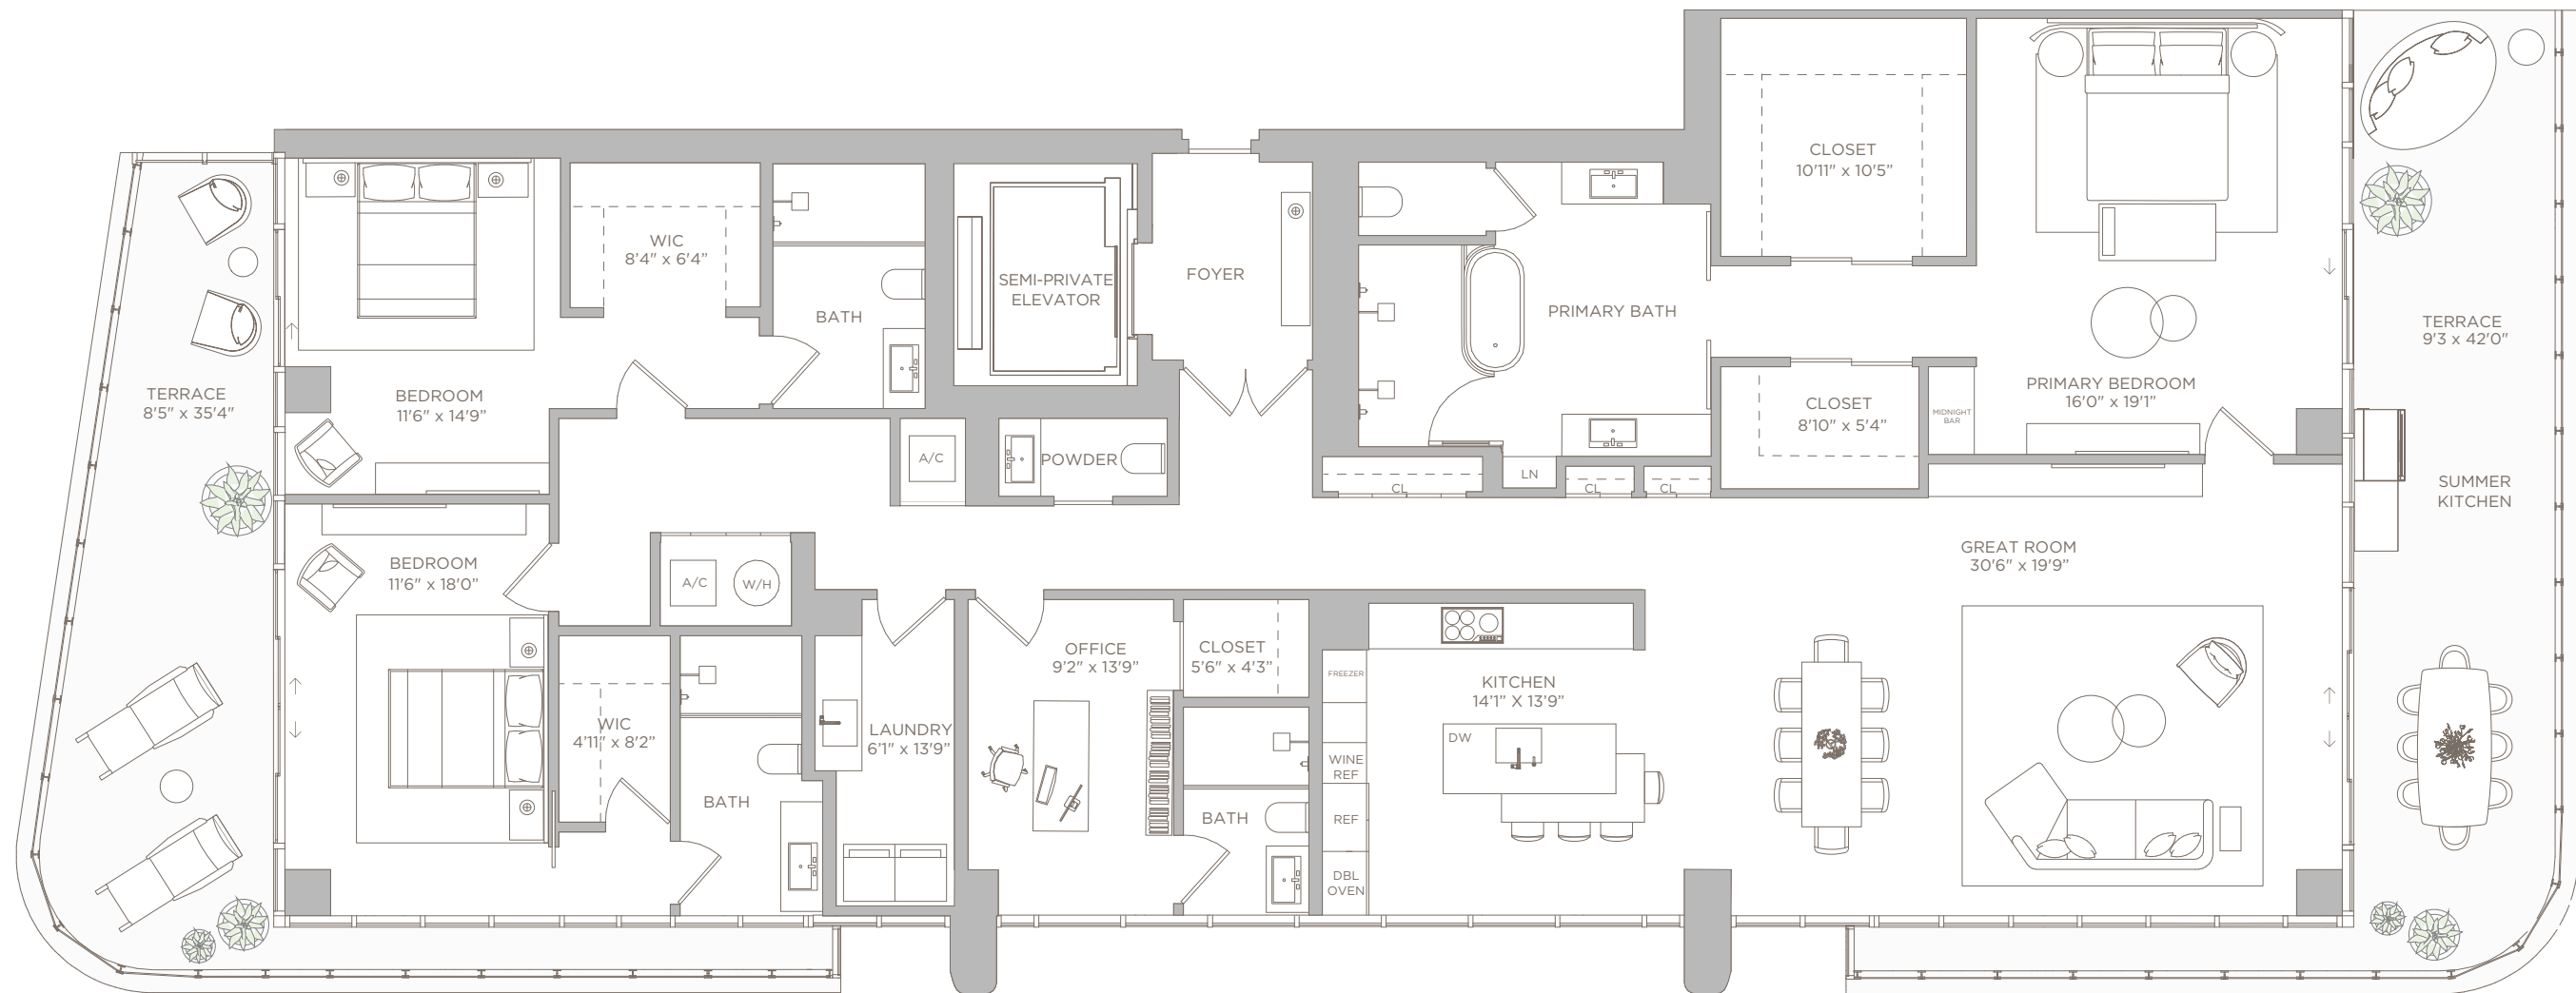 CLOSET
10'11" x 10'5"
WIC
8'4" x 6'4"
SEMI-PRIVATE
ELEVATOR
FOYER
BATH
PRIMARY BATH
TERRACE
9'3 x 42'0"
TERRACE
8'5" x 35'4"
BEDROOM
11'6" x 14'9"
PRIMARY BEDROOM
16'0" x 19'1"
CLOSET
8'10" x 5'4"
MIDNIGHT
BAR
A/C
POWDER
CL
LN
CL
CL
SUMMER
KITCHEN
BEDROOM
11'6" x 18'0"
A/C
W/H
GREAT ROOM
30'6" x 19'9"
OFFICE
9'2" x 13'9"
CLOSET
5'6" x 4'3"
FREEZER
KITCHEN
14'1" X 13'9"
WIC
4'11" x 8'2"
LAUNDRY
6'1" x 13'9"
DW
WINE
REF
BATH
BATH
REF
DBL
OVEN